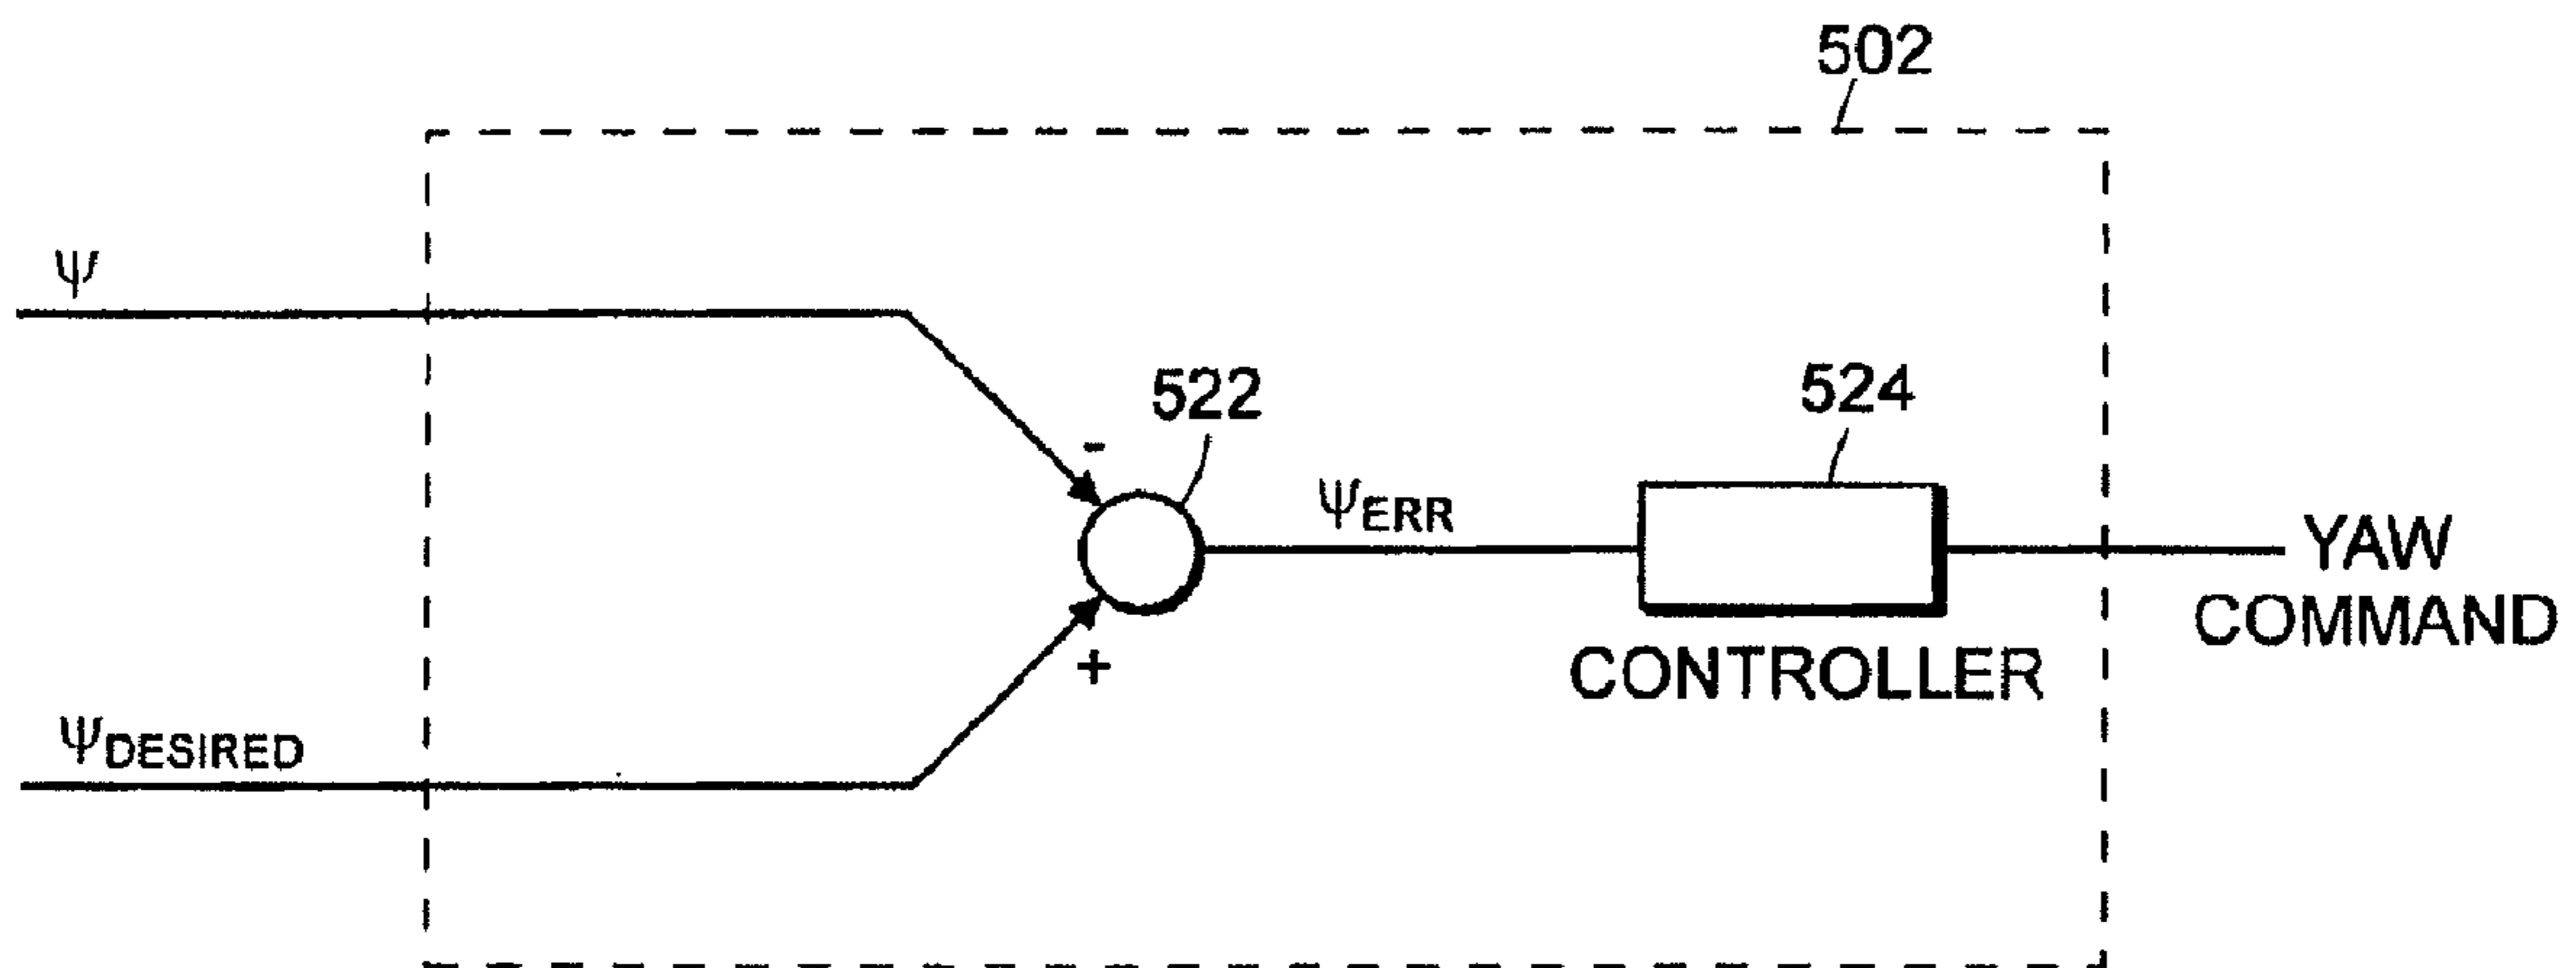 502
ψ
522
524
-
ψERR
YAW
COMMAND
+
CONTROLLER
ψDESIRED